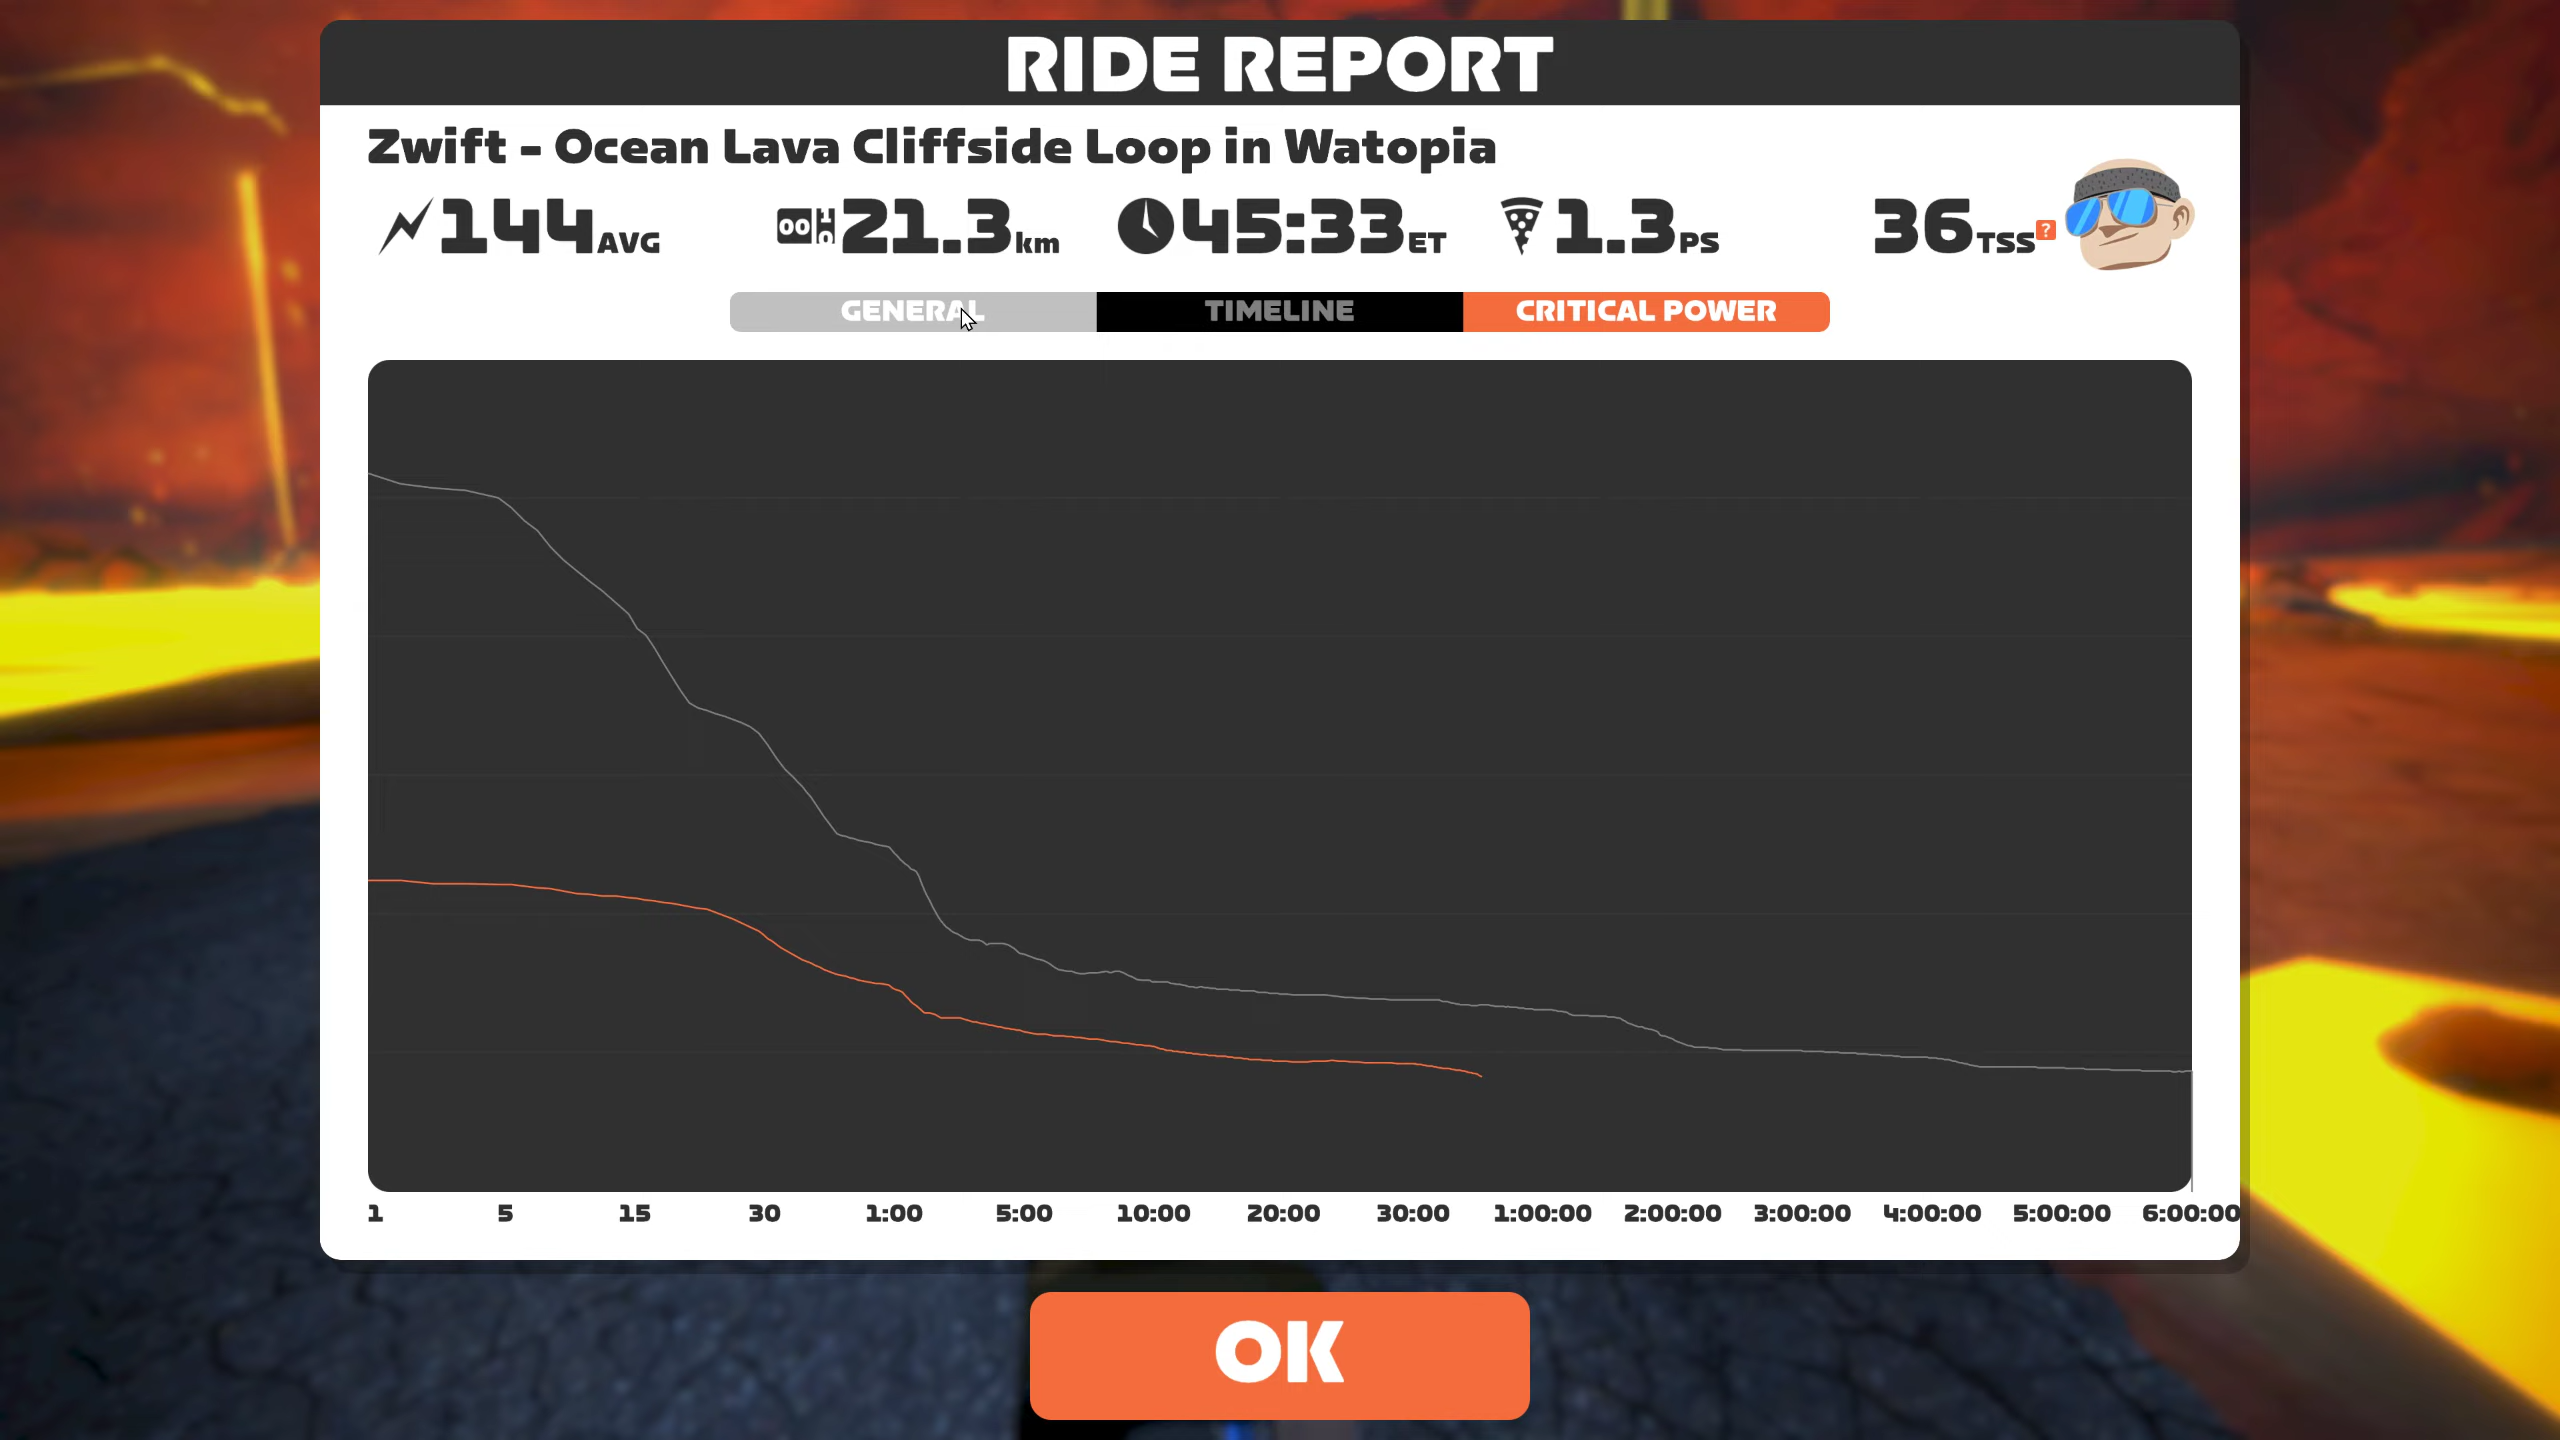 RIDE REPORT
Zwift - Ocean Lava Cliffside Loop in Watopia
144AVG 21.3km 45:33ET 1.3PS 36TSS?
GENERAL TIMELINE CRITICAL POWER
1 5 15 30 1:00 5:00 10:00 20:00 30:00 1:00:00 2:00:00 3:00:00 4:00:00 5:00:00 6:00:00
OK